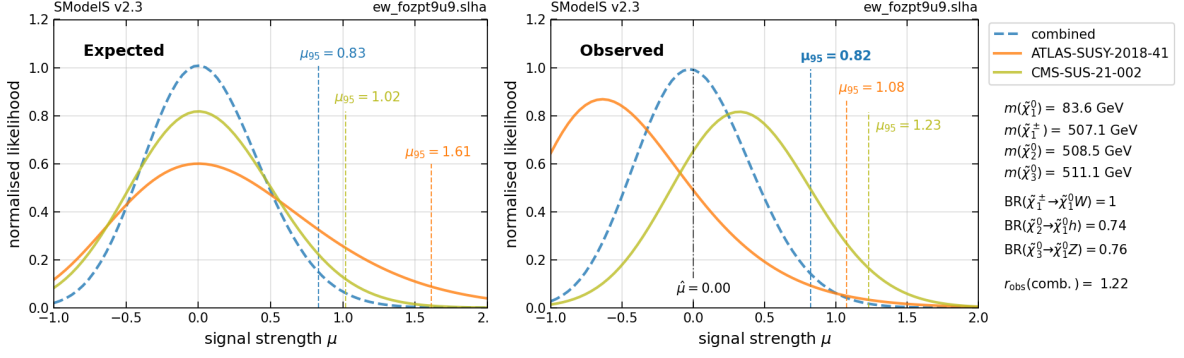 SModelS v2.3 ew_fozpt9u9.slha
Expected
μ95 = 0.83
μ95 = 1.02
μ95 = 1.61
normalised likelihood
0.0 0.2 0.4 0.6 0.8 1.0 1.2
−1.0 −0.5 0.0 0.5 1.0 1.5 2.0
signal strength μ
SModelS v2.3 ew_fozpt9u9.slha
Observed
μ95 = 0.82
μ95 = 1.08
μ95 = 1.23
μ̂ = 0.00
normalised likelihood
0.0 0.2 0.4 0.6 0.8 1.0 1.2
−1.0 −0.5 0.0 0.5 1.0 1.5 2.0
signal strength μ
combined
ATLAS-SUSY-2018-41
CMS-SUS-21-002
m(χ̃₁⁰) = 83.6 GeV
m(χ̃₁±) = 507.1 GeV
m(χ̃₂⁰) = 508.5 GeV
m(χ̃₃⁰) = 511.1 GeV
BR(χ̃₁±→χ̃₁⁰W) = 1
BR(χ̃₂⁰→χ̃₁⁰h) = 0.74
BR(χ̃₃⁰→χ̃₁⁰Z) = 0.76
robs(comb. ) = 1.22